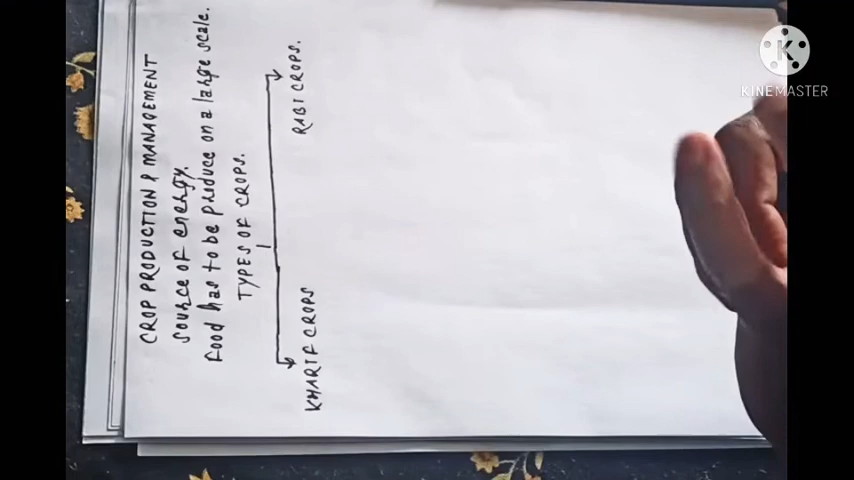 CROP PRODUCTION & MANAGEMENT
Source of energy.
Food has to be produce on a large scale.
TYPES OF CROPS.
KHARIF CROPS
RABI CROPS.
KINEMASTER